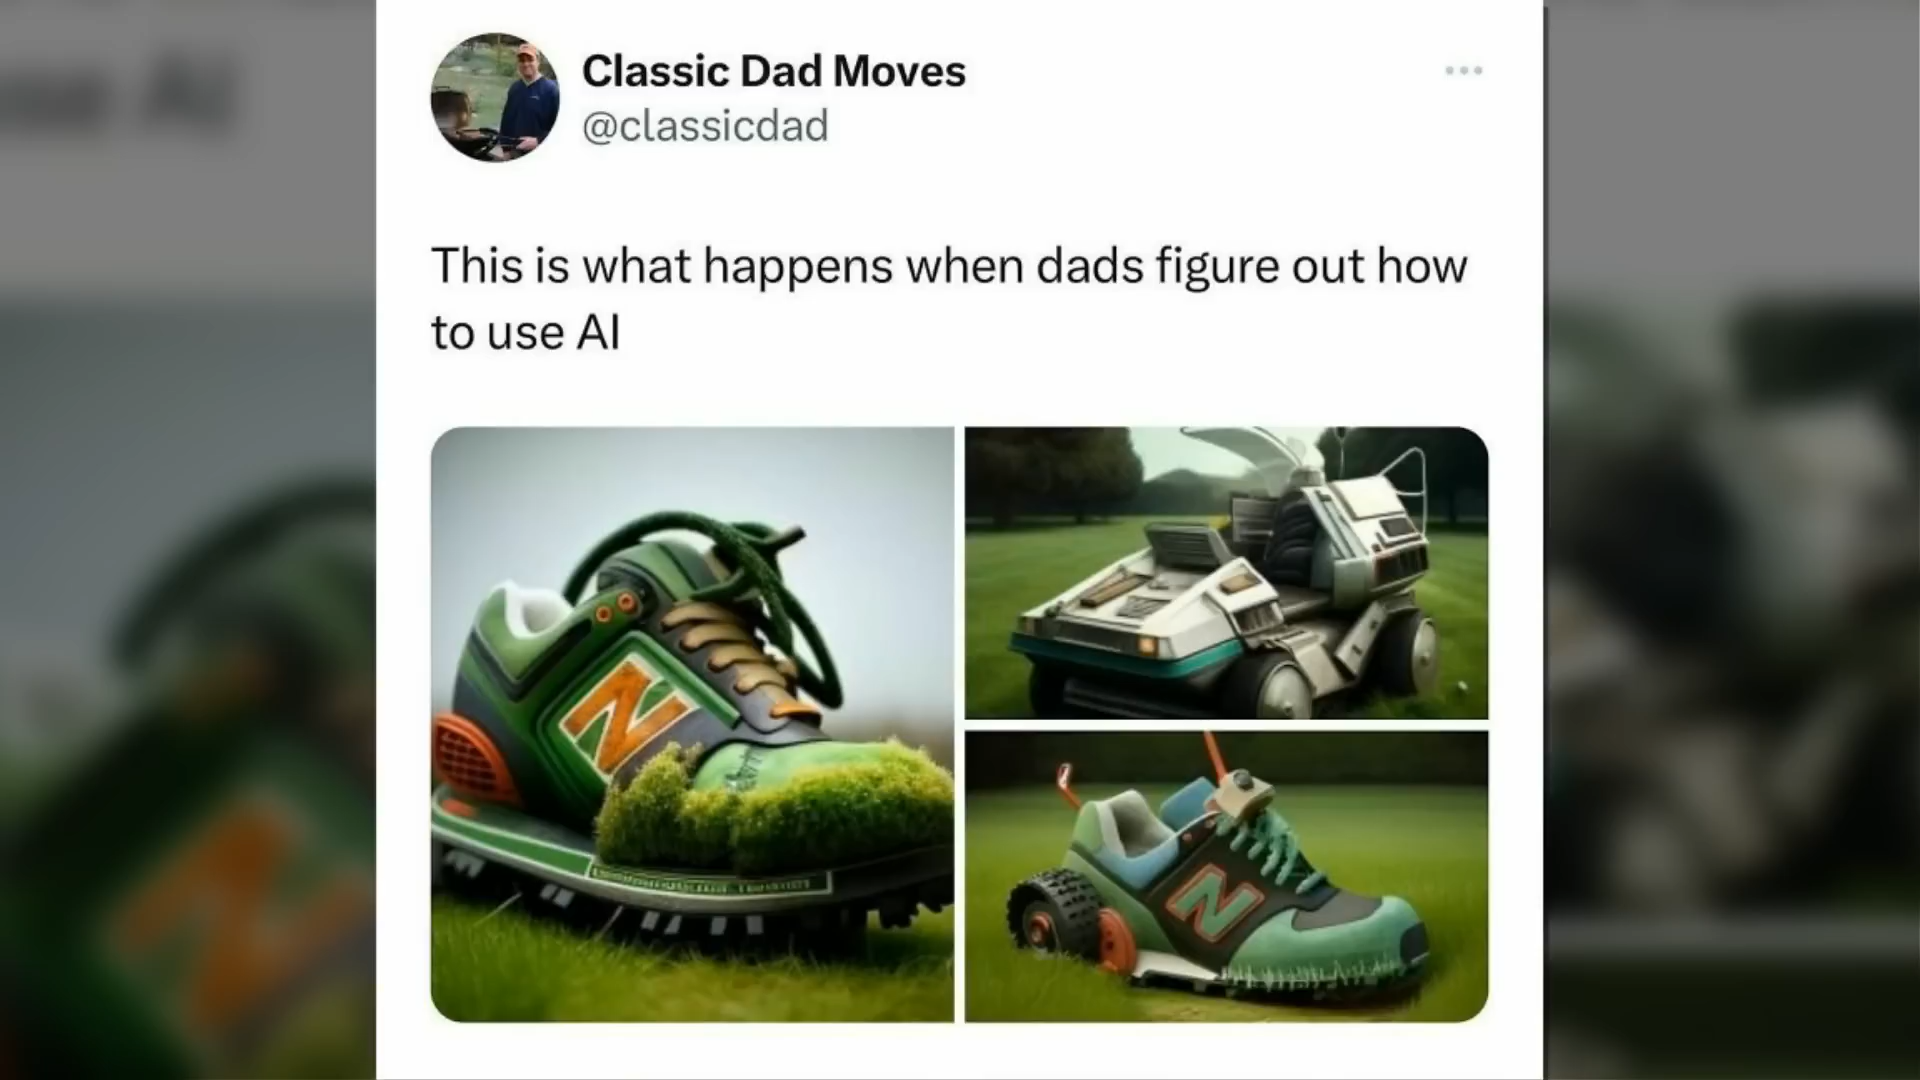 Classic Dad Moves
@classicdad
This is what happens when dads figure out how
to use AI
N
N